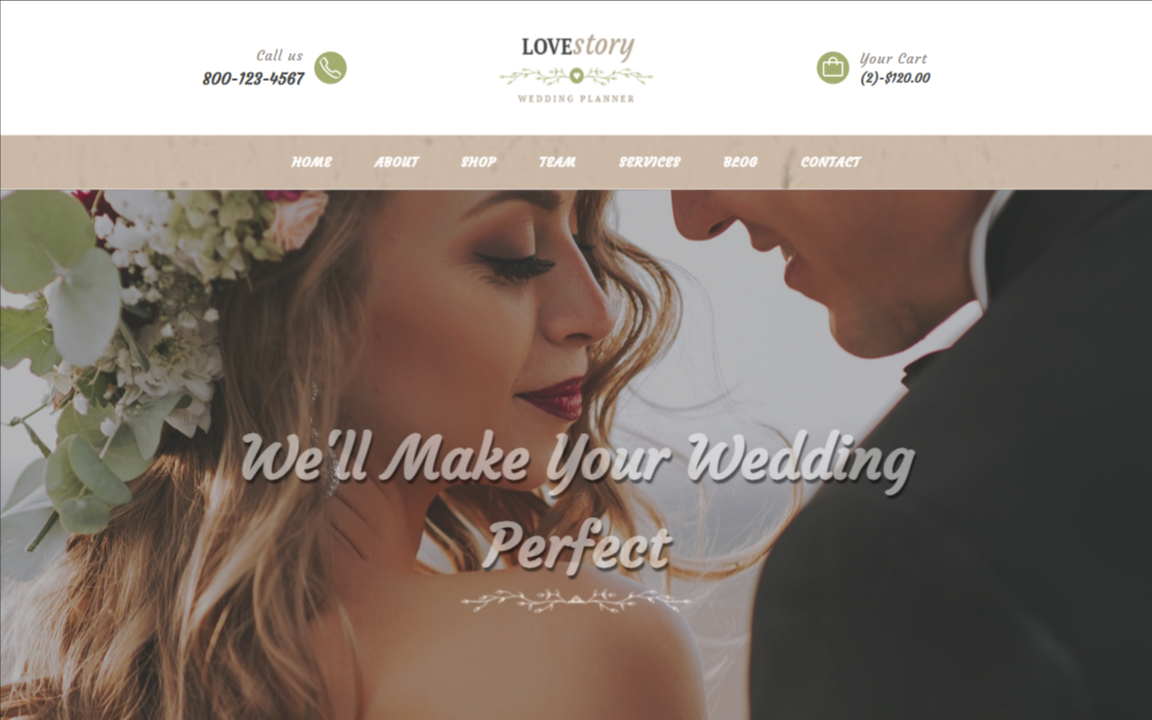 Call us
800-123-4567
LOVEstory
WEDDING PLANNER
Your Cart
(2)-$120.00
HOME ABOUT SHOP TEAM SERVICES BLOG CONTACT
We'll Make Your Wedding
Perfect